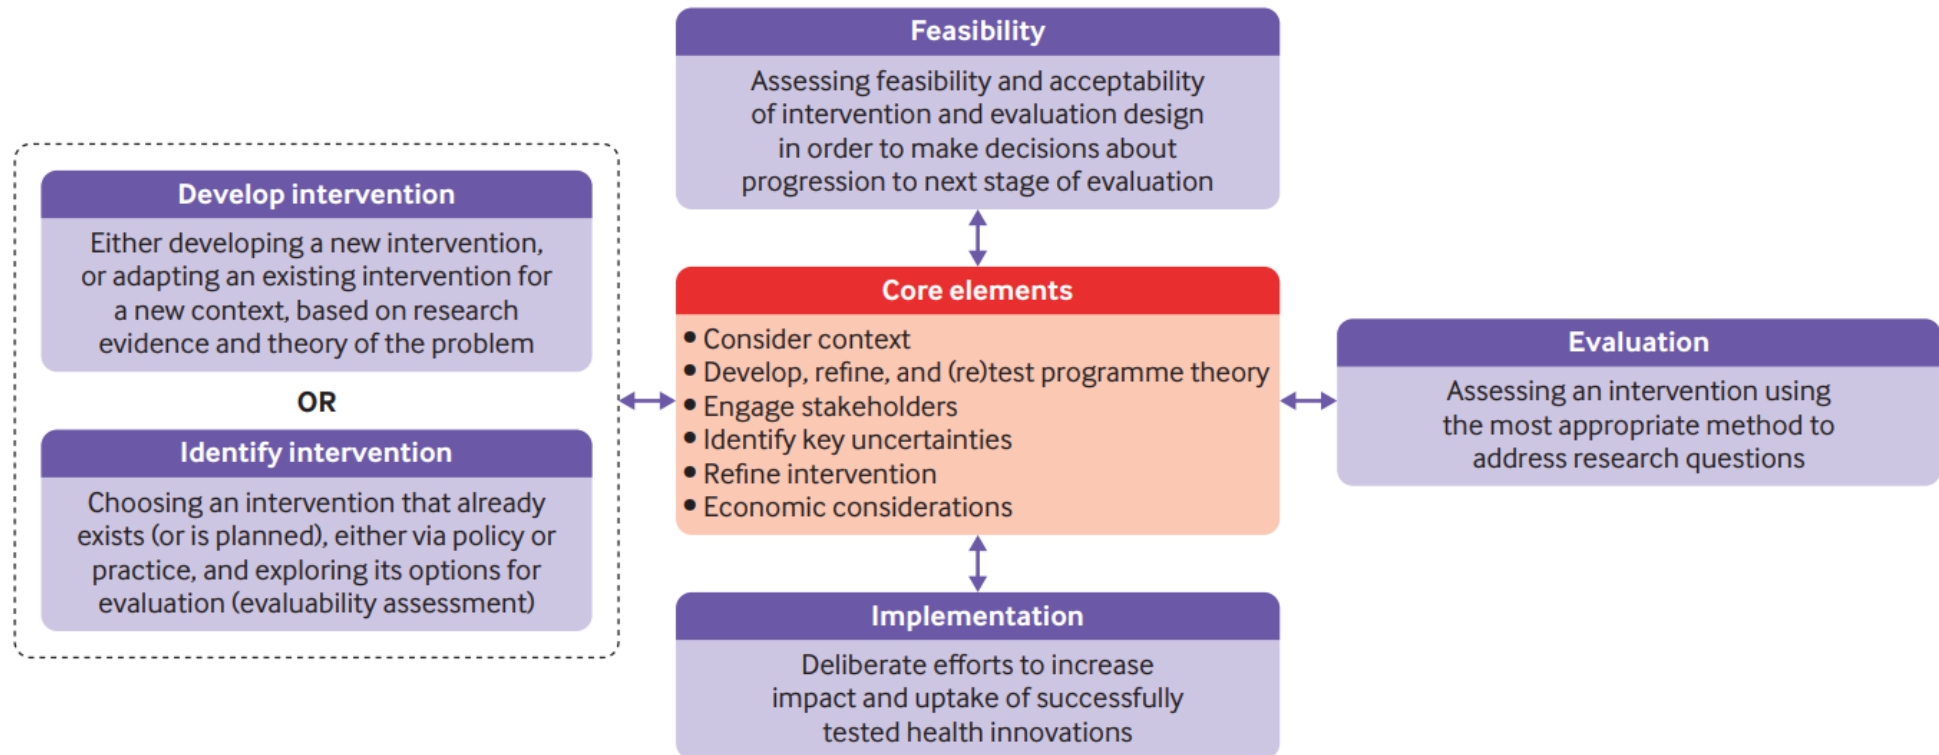 Feasibility
Assessing feasibility and acceptability
of intervention and evaluation design
in order to make decisions about
progression to next stage of evaluation
Develop intervention
Either developing a new intervention,
or adapting an existing intervention for
a new context, based on research
evidence and theory of the problem
OR
Identify intervention
Choosing an intervention that already
exists (or is planned), either via policy or
practice, and exploring its options for
evaluation (evaluability assessment)
Core elements
• Consider context
• Develop, refine, and (re)test programme theory
• Engage stakeholders
• Identify key uncertainties
• Refine intervention
• Economic considerations
Evaluation
Assessing an intervention using
the most appropriate method to
address research questions
Implementation
Deliberate efforts to increase
impact and uptake of successfully
tested health innovations